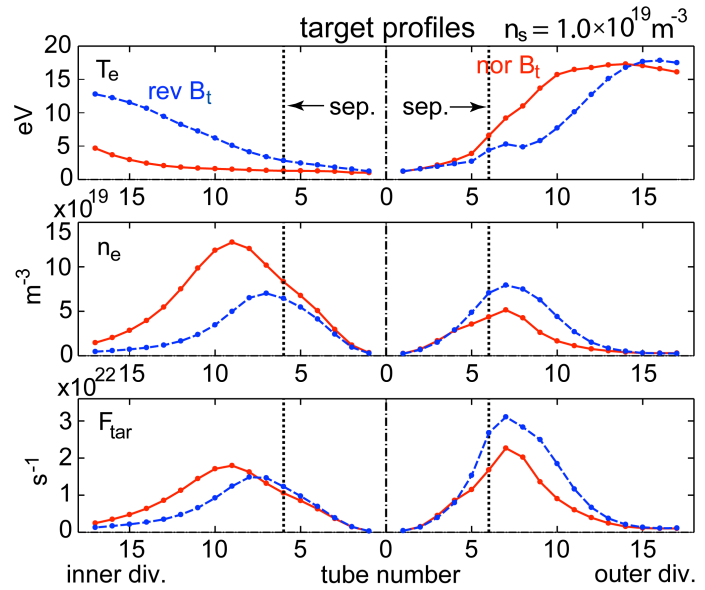 target profiles n_s = 1.0×10^19 m^-3
20
15
10
5
0
eV
T_e
rev B_t
sep.
sep.
nor B_t
15 10 5 0 5 10 15
x10^19
15
10
5
0
m^-3
n_e
15 10 5 0 5 10 15
x10^22
3
2
1
0
s^-1
F_tar
15 10 5 0 5 10 15
inner div. tube number outer div.